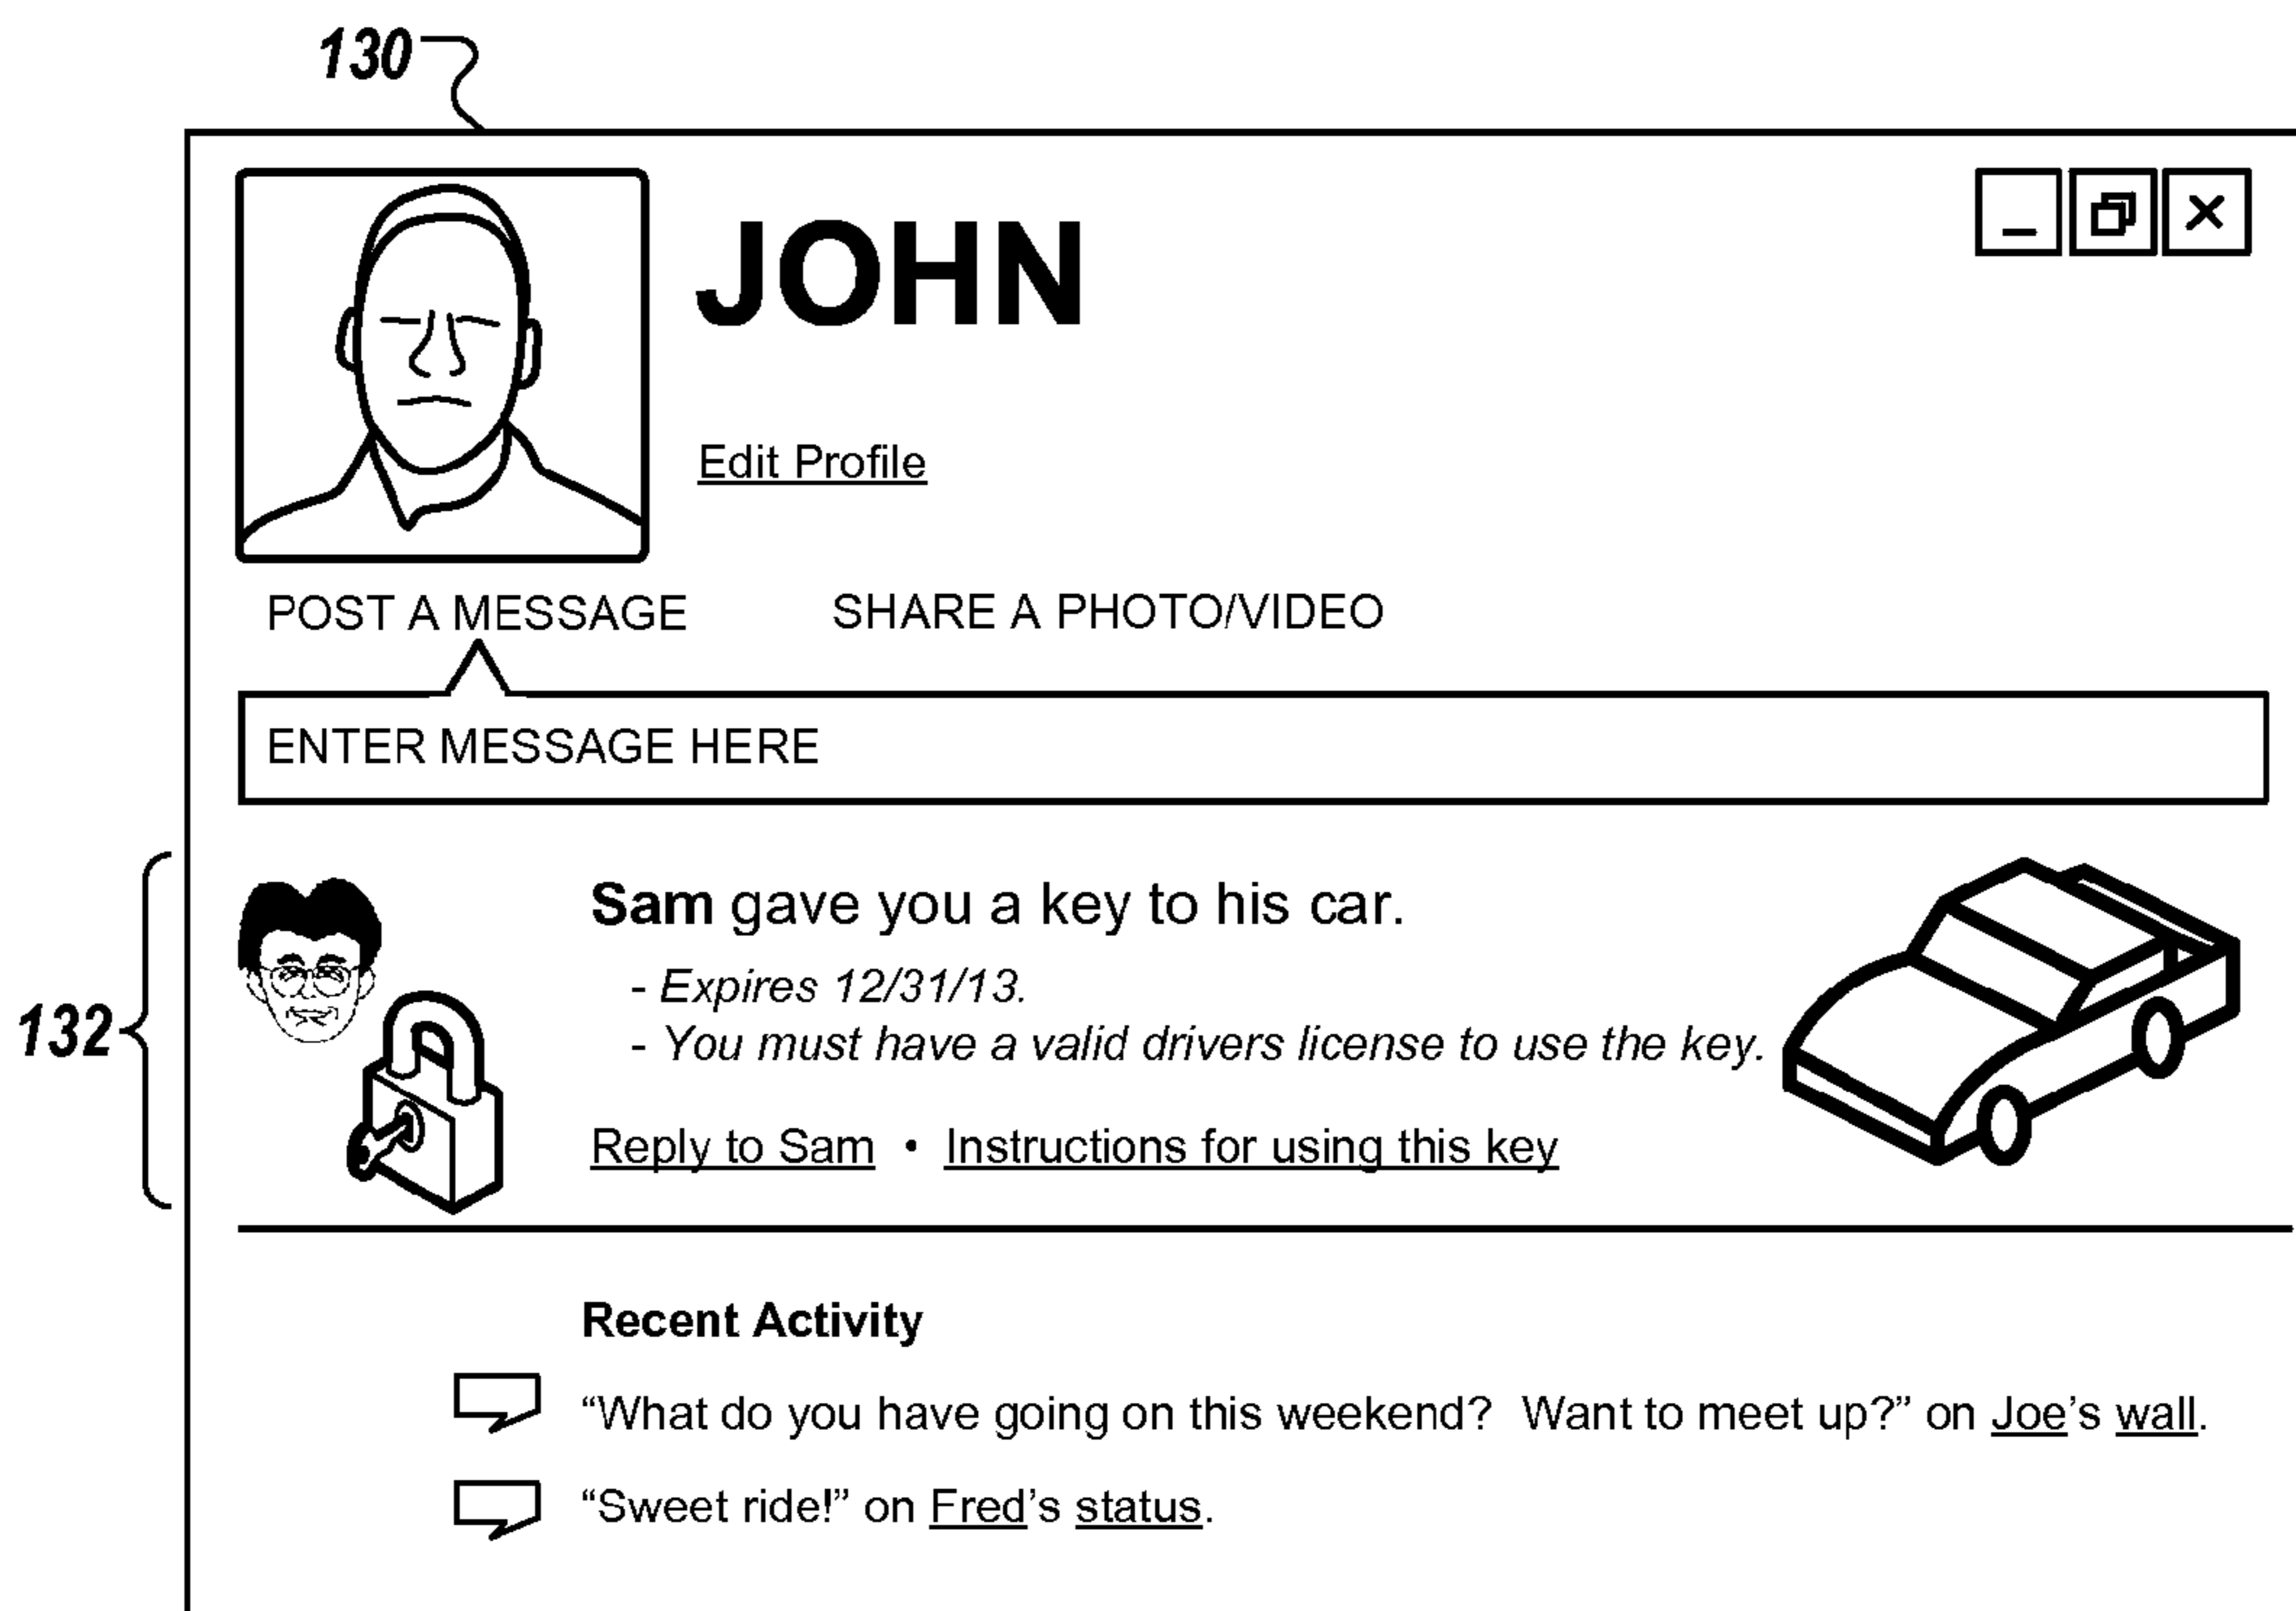 130
JOHN
Edit Profile
POST A MESSAGE SHARE A PHOTO/VIDEO
ENTER MESSAGE HERE
132
Sam gave you a key to his car.
- Expires 12/31/13.
- You must have a valid drivers license to use the key.
Reply to Sam • Instructions for using this key
Recent Activity
“What do you have going on this weekend?  Want to meet up?” on Joe’s wall.
“Sweet ride!” on Fred’s status.